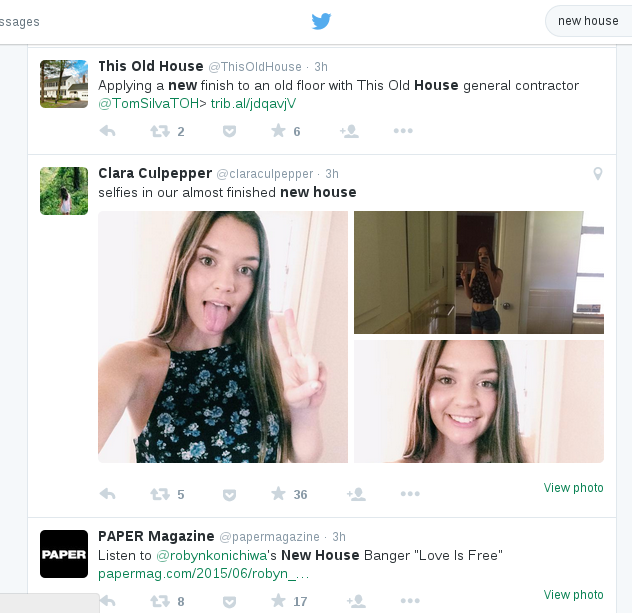 ssages
new house
This Old House @ThisOldHouse · 3h
Applying a new finish to an old floor with This Old House general contractor
@TomSilvaTOH> trib.al/jdqavjV
2 6
Clara Culpepper @claraculpepper · 3h
selfies in our almost finished new house
5 36 View photo
PAPER
PAPER Magazine @papermagazine · 3h
Listen to @robynkonichiwa's New House Banger "Love Is Free"
papermag.com/2015/06/robyn_…
8 17 View photo